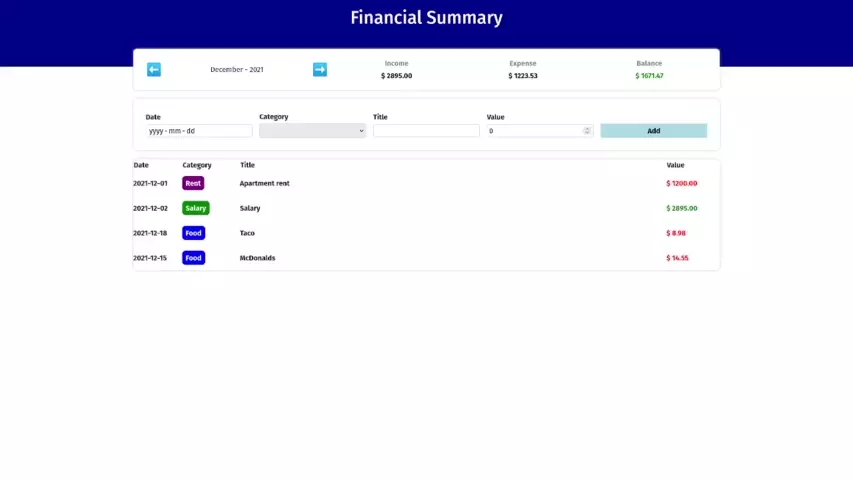 Financial Summary
December - 2021
Income Expense Balance
$ 2895.00 $ 1223.53 $ 1671.47
Date Category Title Value
yyyy - mm - dd 0 Add
Date Category Title Value
2021-12-01 Rent Apartment rent $ 1200.00
2021-12-02 Salary Salary $ 2895.00
2021-12-18 Food Taco $ 8.98
2021-12-15 Food McDonalds $ 14.55